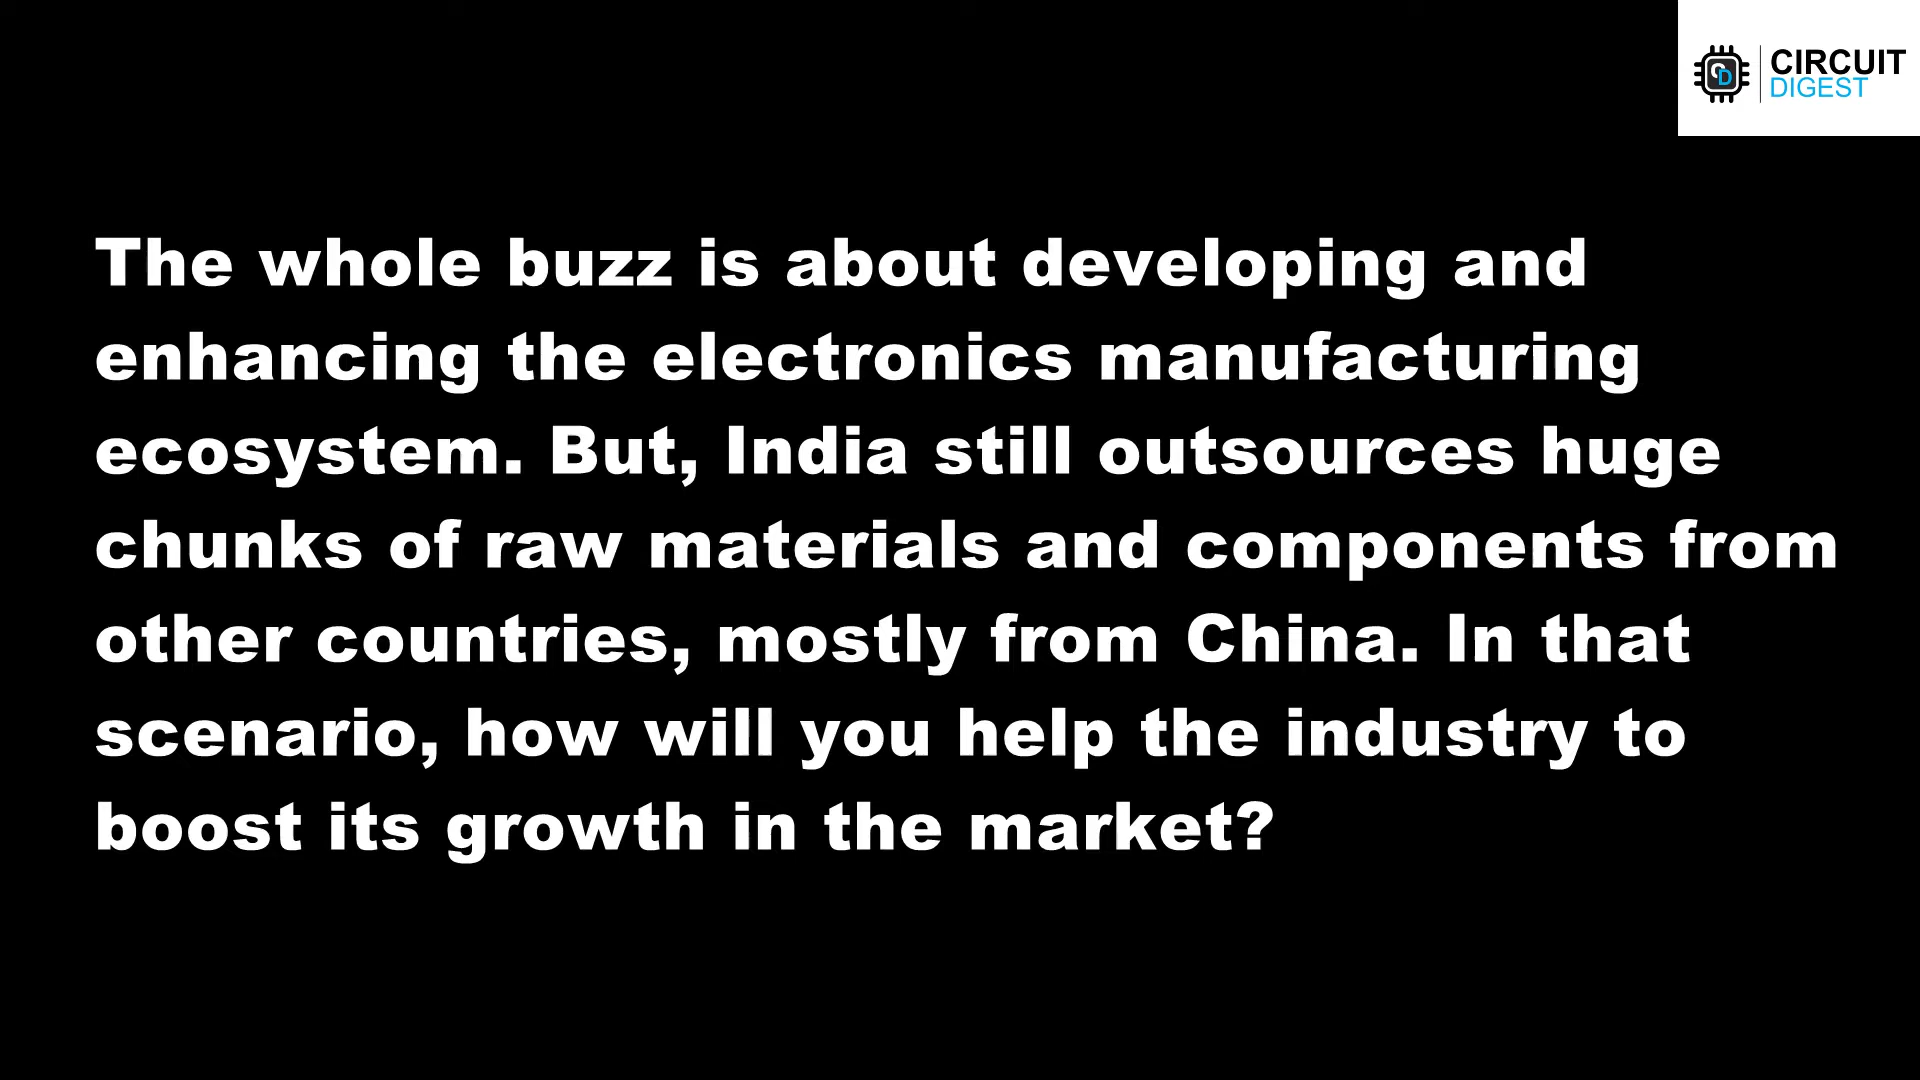 CD
CIRCUIT
DIGEST
The whole buzz is about developing and
enhancing the electronics manufacturing
ecosystem. But, India still outsources huge
chunks of raw materials and components from
other countries, mostly from China. In that
scenario, how will you help the industry to
boost its growth in the market?